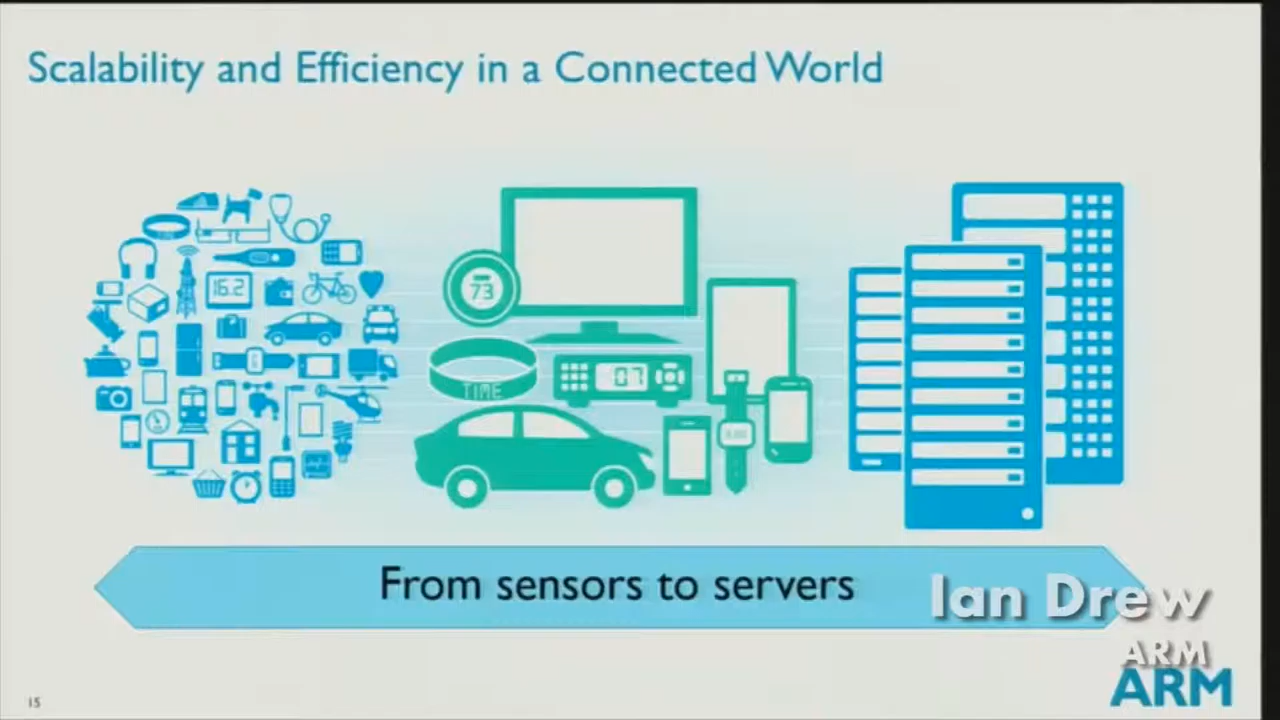 Scalability and Efficiency in a Connected World
16.2
73
TIME
07
From sensors to servers
Ian Drew
ARM
ARM
15